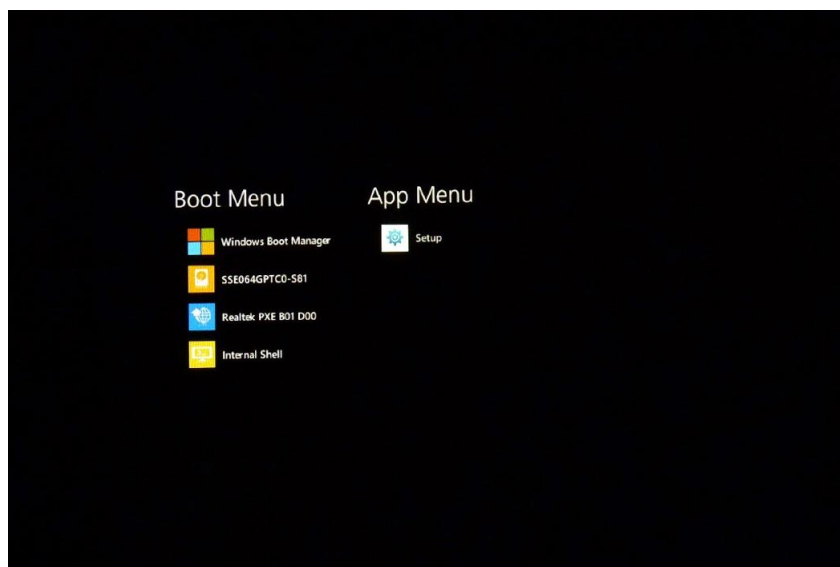 Boot Menu
Windows Boot Manager
SSE064GPTC0-S81
Realtek PXE B01 D00
Internal Shell
App Menu
Setup